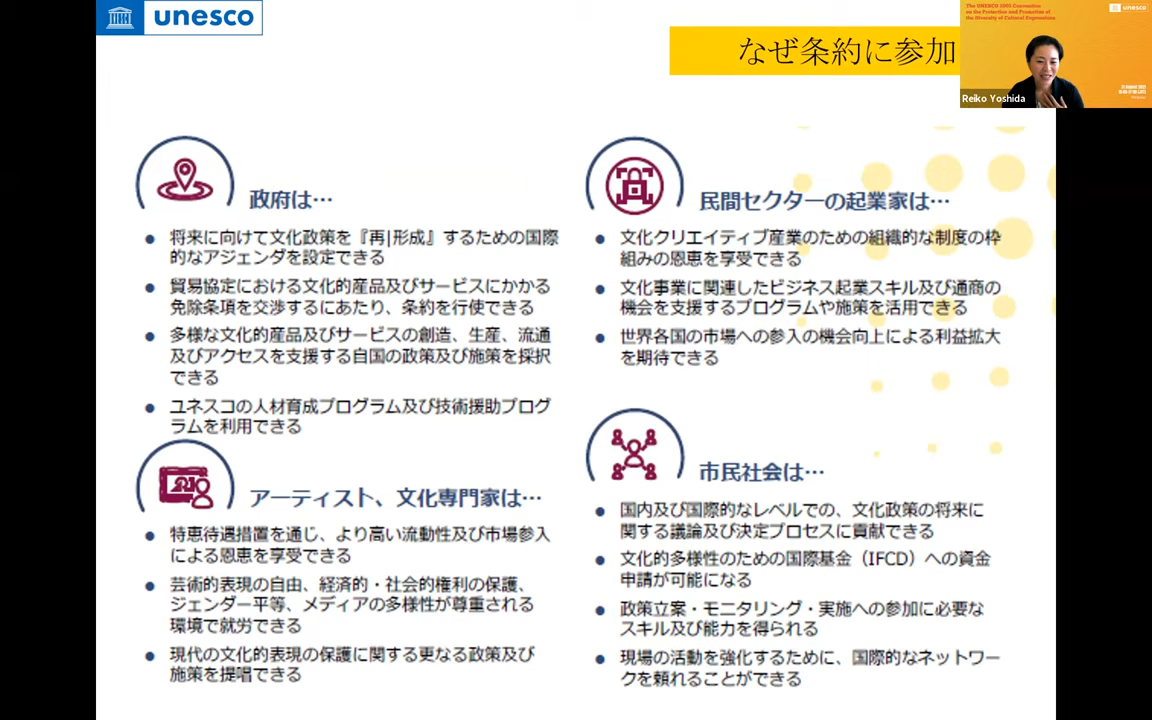 unesco
なぜ条約に参加
The UNESCO 2005 Convention
on the Protection and Promotion of
the Diversity of Cultural Expressions
unesco
Reiko Yoshida
政府は…
将来に向けて文化政策を『再|形成』するための国際
的なアジェンダを設定できる
貿易協定における文化的産品及びサービスにかかる
免除条項を交渉するにあたり、条約を行使できる
多様な文化的産品及びサービスの創造、生産、流通
及びアクセスを支援する自国の政策及び施策を採択
できる
ユネスコの人材育成プログラム及び技術援助プログ
ラムを利用できる
民間セクターの起業家は…
文化クリエイティブ産業のための組織的な制度の枠
組みの恩恵を享受できる
文化事業に関連したビジネス起業スキル及び通商の
機会を支援するプログラムや施策を活用できる
世界各国の市場への参入の機会向上による利益拡大
を期待できる
アーティスト、文化専門家は…
特恵待遇措置を通じ、より高い流動性及び市場参入
による恩恵を享受できる
芸術的表現の自由、経済的・社会的権利の保護、
ジェンダー平等、メディアの多様性が尊重される
環境で就労できる
現代の文化的表現の保護に関する更なる政策及び
施策を提唱できる
市民社会は…
国内及び国際的なレベルでの、文化政策の将来に
関する議論及び決定プロセスに貢献できる
文化的多様性のための国際基金（IFCD）への資金
申請が可能になる
政策立案・モニタリング・実施への参加に必要な
スキル及び能力を得られる
現場の活動を強化するために、国際的なネットワー
クを頼れることができる